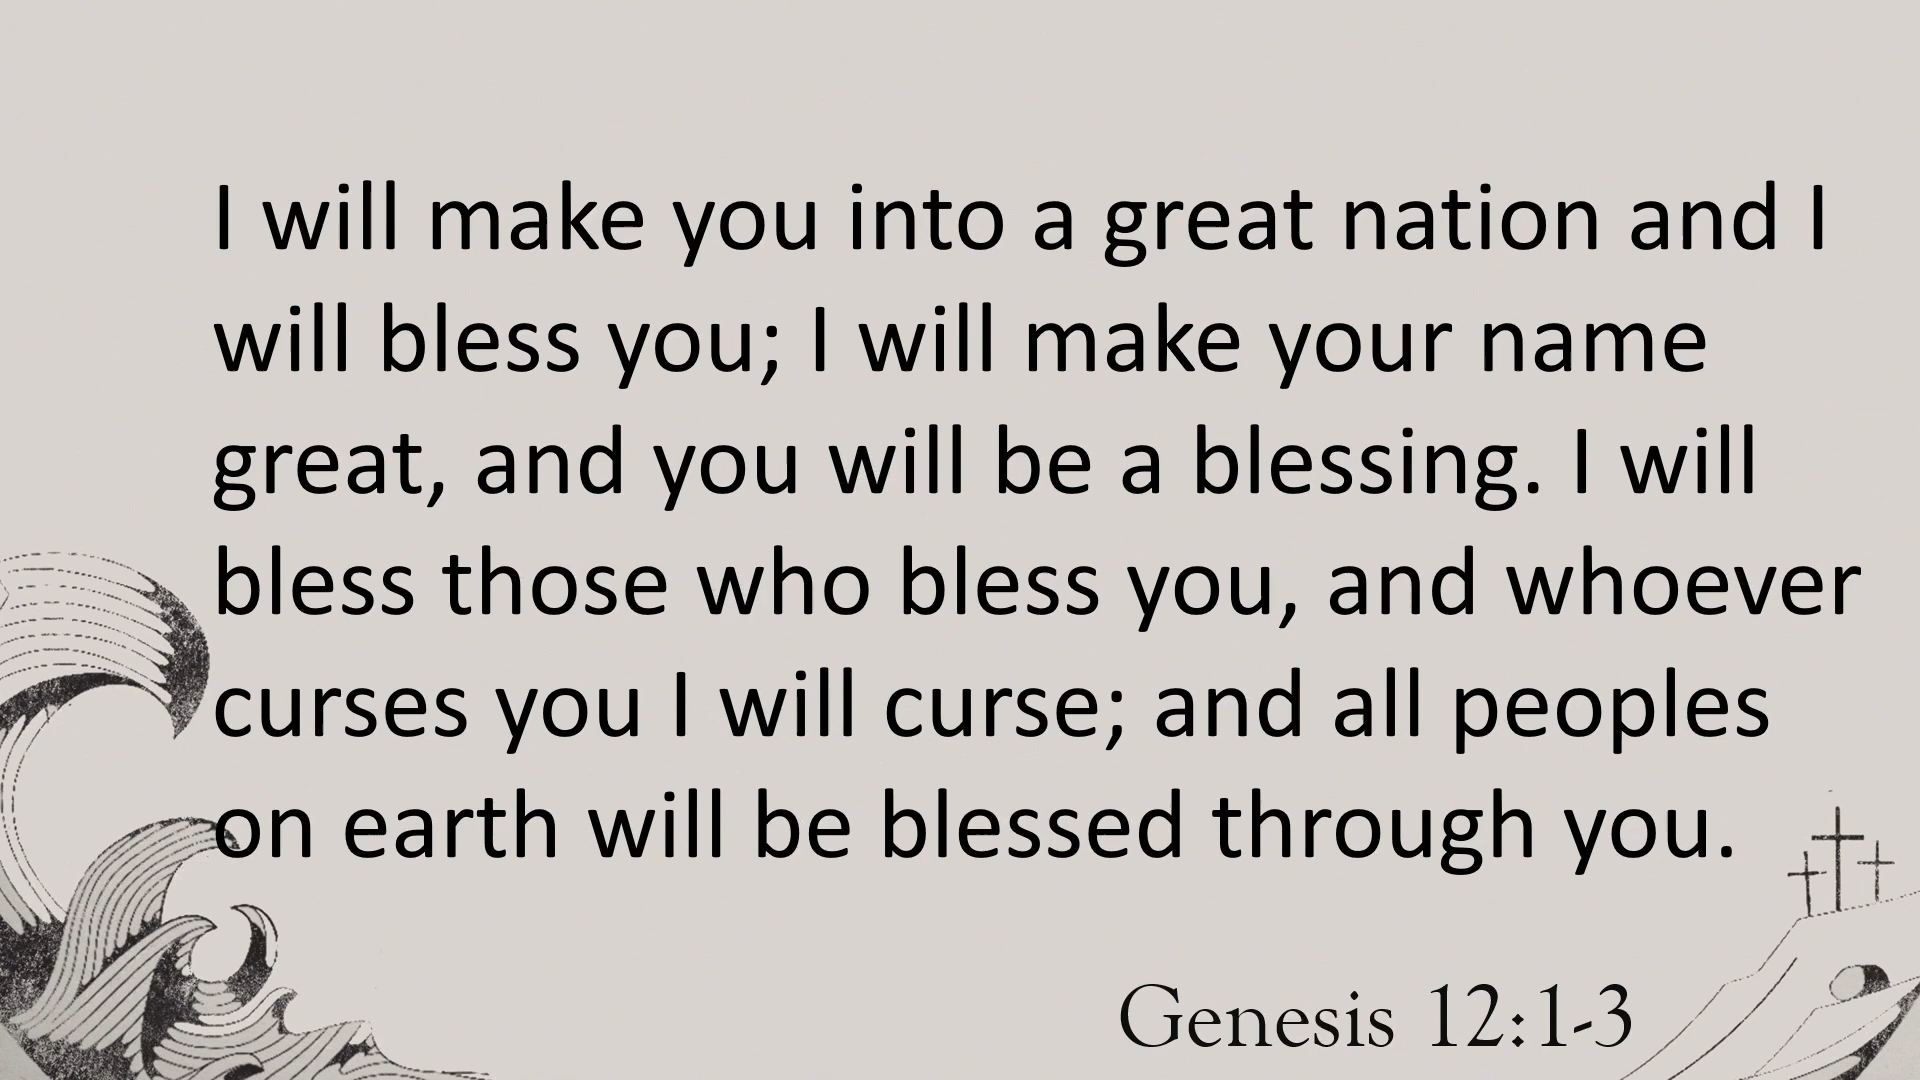 I will make you into a great nation and I
will bless you; I will make your name
great, and you will be a blessing. I will
bless those who bless you, and whoever
curses you I will curse; and all peoples
on earth will be blessed through you.
Genesis 12:1-3